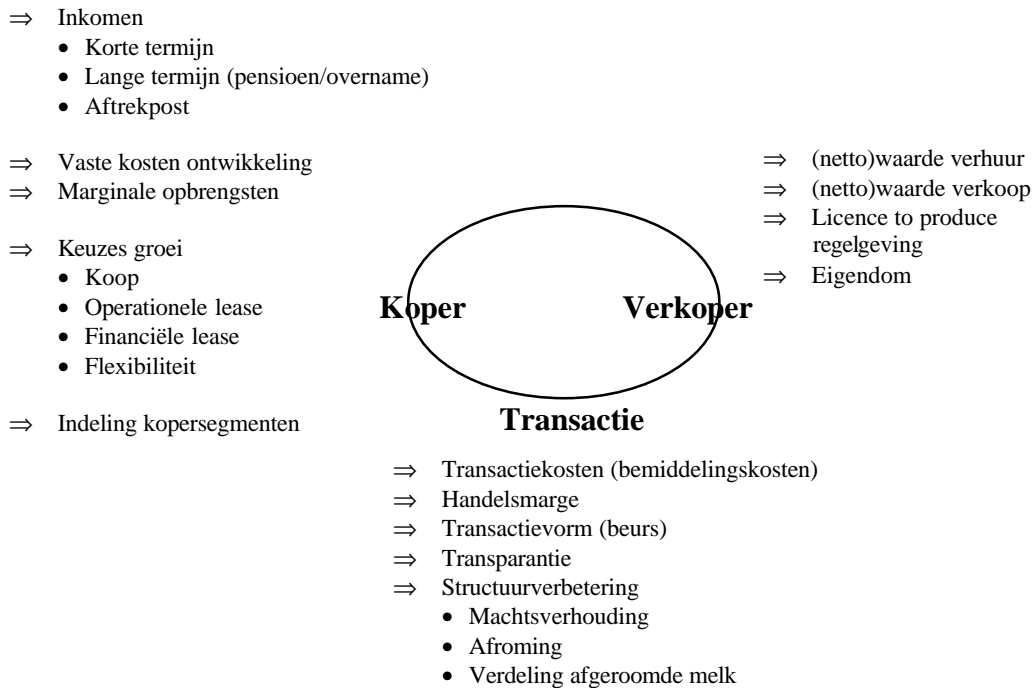 ⇒ Inkomen
• Korte termijn
• Lange termijn (pensioen/overname)
• Aftrekpost
⇒ Vaste kosten ontwikkeling
⇒ Marginale opbrengsten
⇒ Keuzes groei
• Koop
• Operationele lease
• Financiële lease
• Flexibiliteit
⇒ Indeling kopersegmenten
⇒ (netto)waarde verhuur
⇒ (netto)waarde verkoop
⇒ Licence to produce
regelgeving
⇒ Eigendom
Koper
Verkoper
Transactie
⇒ Transactiekosten (bemiddelingskosten)
⇒ Handelsmarge
⇒ Transactievorm (beurs)
⇒ Transparantie
⇒ Structuurverbetering
• Machtsverhouding
• Afroming
• Verdeling afgeroomde melk